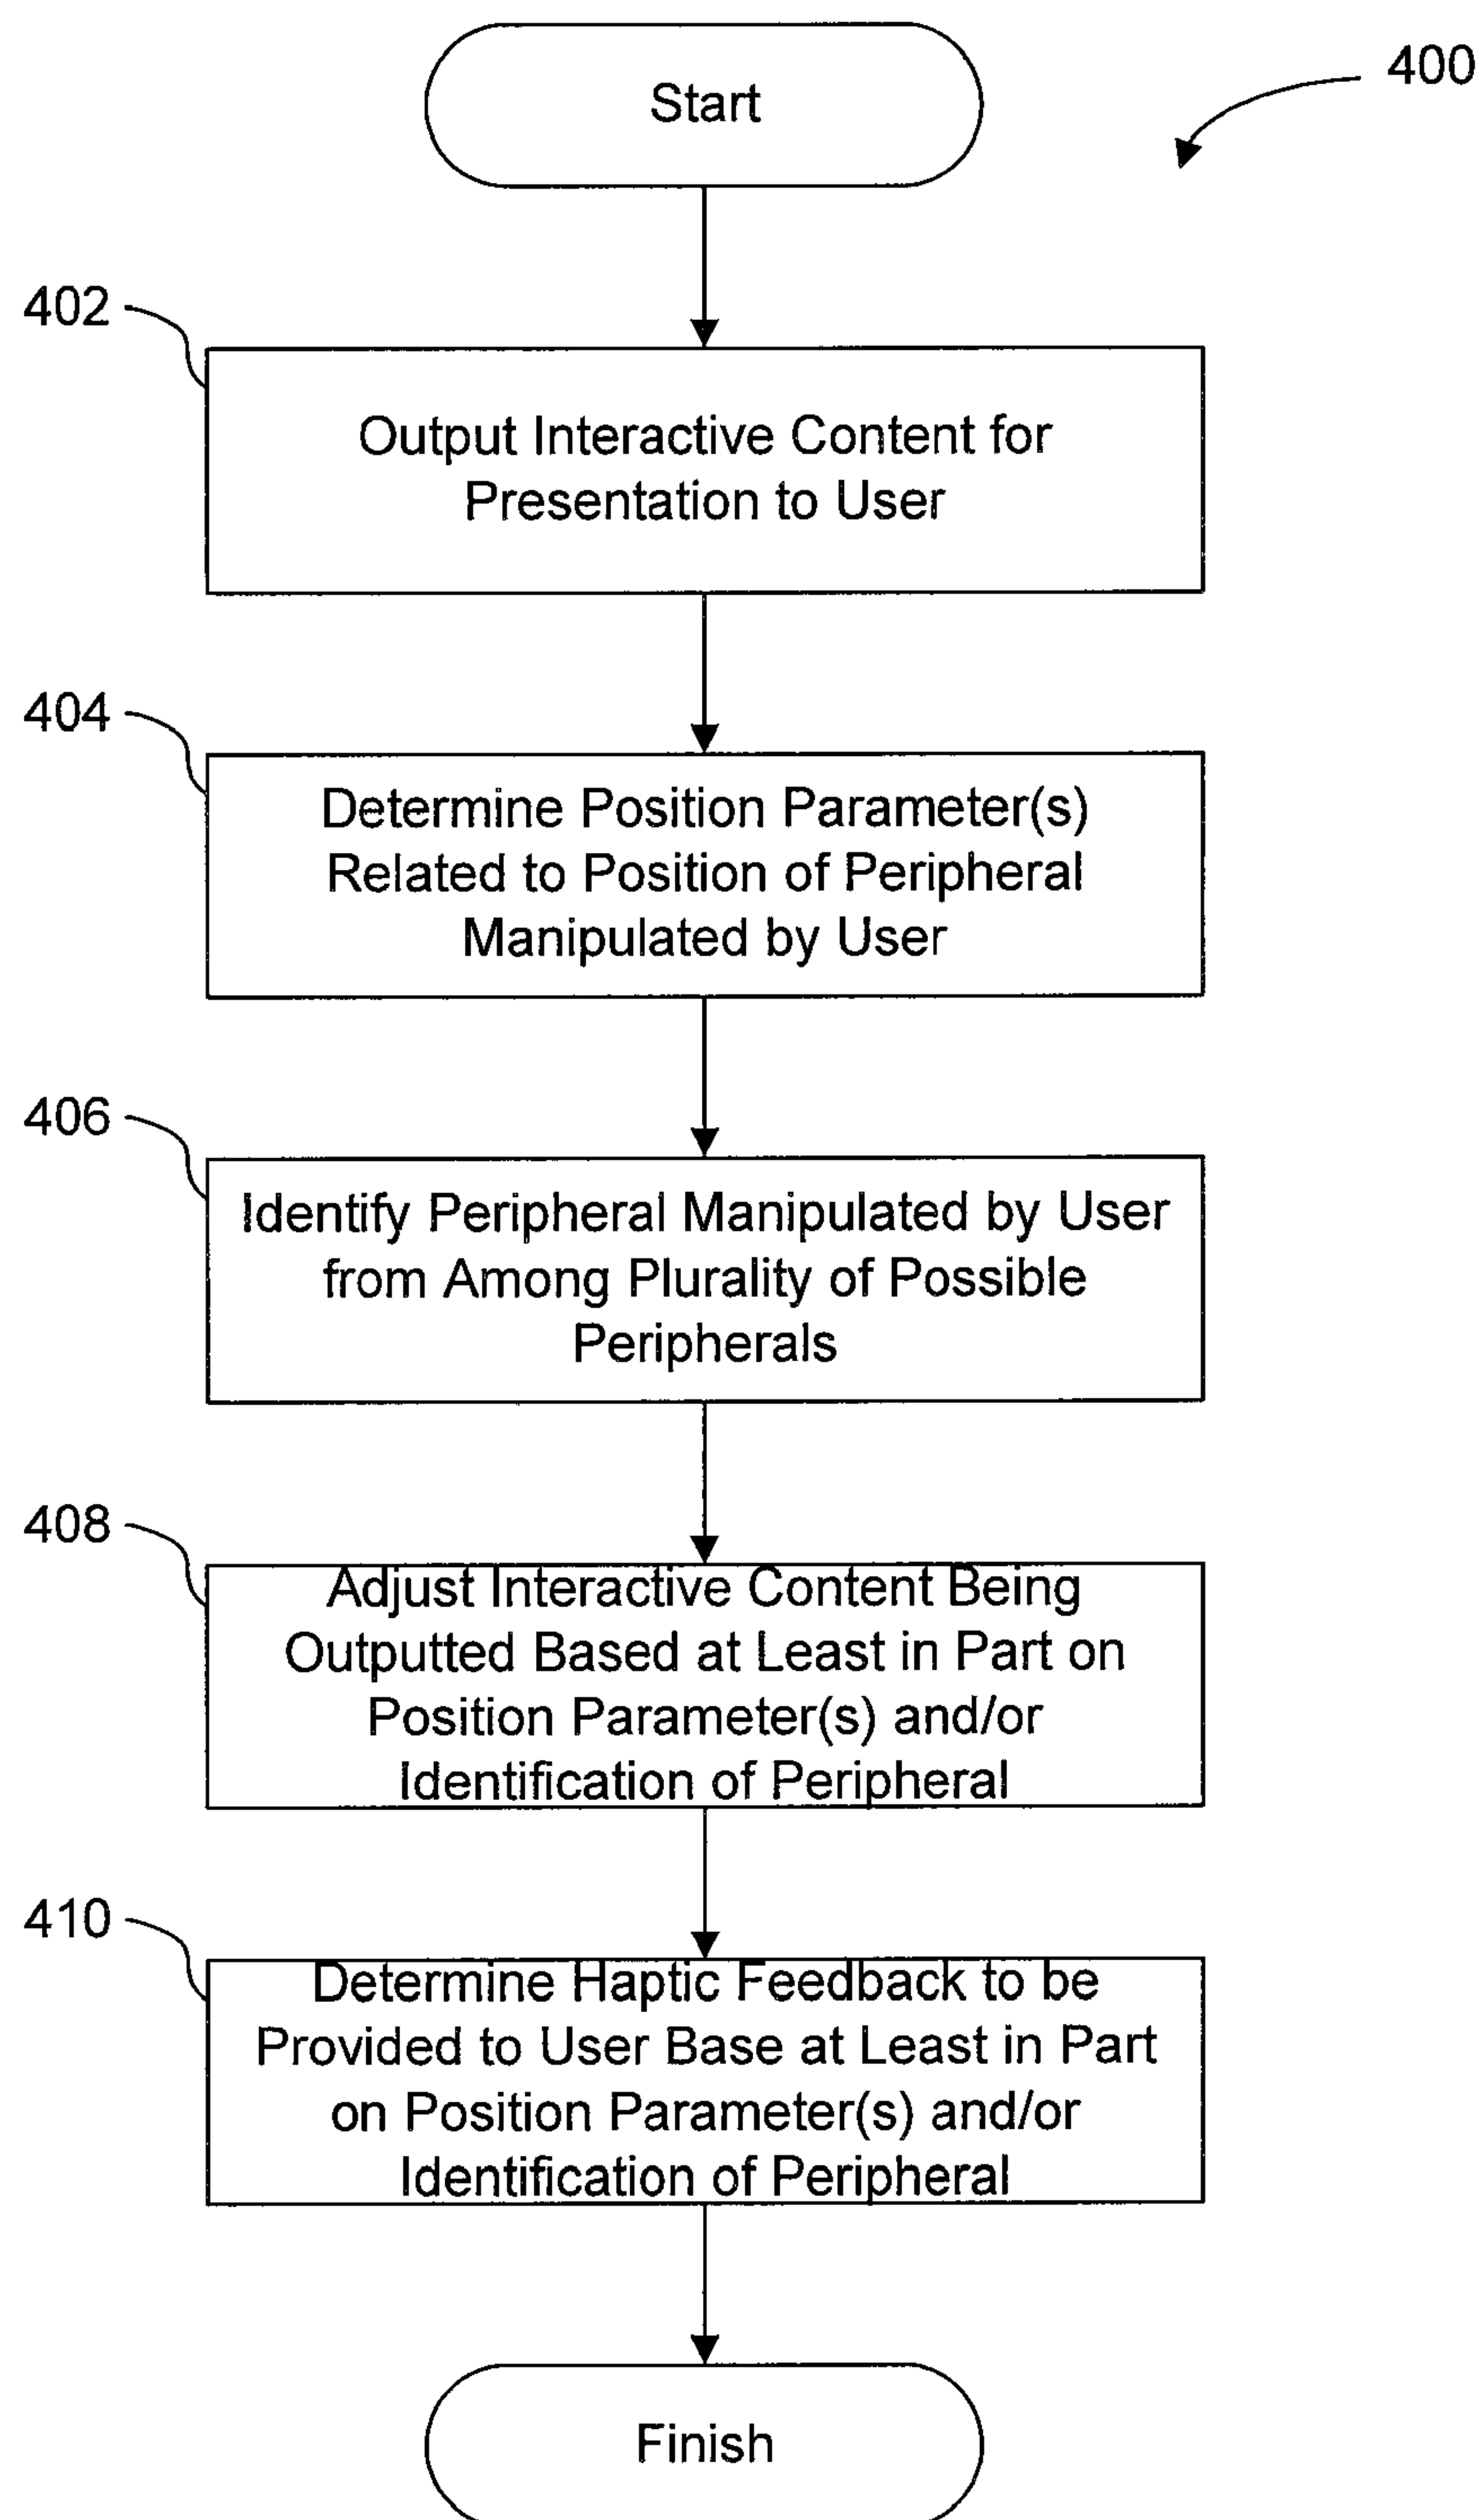 Start
400
402
Output Interactive Content for
Presentation to User
404
Determine Position Parameter(s)
Related to Position of Peripheral
Manipulated by User
406
Identify Peripheral Manipulated by User
from Among Plurality of Possible
Peripherals
408
Adjust Interactive Content Being
Outputted Based at Least in Part on
Position Parameter(s) and/or
Identification of Peripheral
410
Determine Haptic Feedback to be
Provided to User Base at Least in Part
on Position Parameter(s) and/or
Identification of Peripheral
Finish